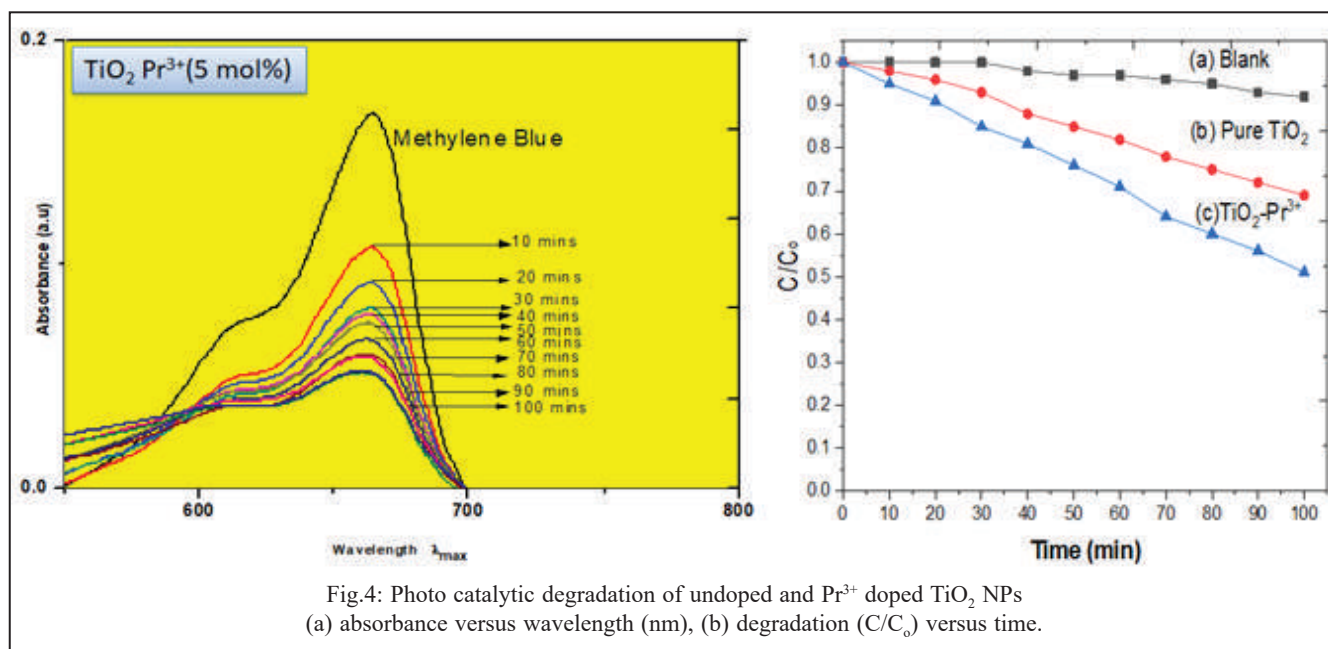 0.2
TiO₂ Pr³⁺(5 mol%)
Methylene Blue
10 mins
20 mins
30 mins
40 mins
50 mins
60 mins
70 mins
80 mins
90 mins
100 mins
Absorbance (a.u)
0.0
600
700
800
Wavelength λmax
1.0
0.9
0.8
0.7
0.6
0.5
0.4
0.3
0.2
0.1
0.0
C/Cₒ
(a) Blank
(b) Pure TiO₂
(c)TiO₂-Pr³⁺
0 10 20 30 40 50 60 70 80 90 100
Time (min)
Fig.4: Photo catalytic degradation of undoped and Pr³⁺ doped TiO₂ NPs
(a) absorbance versus wavelength (nm), (b) degradation (C/Cₒ) versus time.